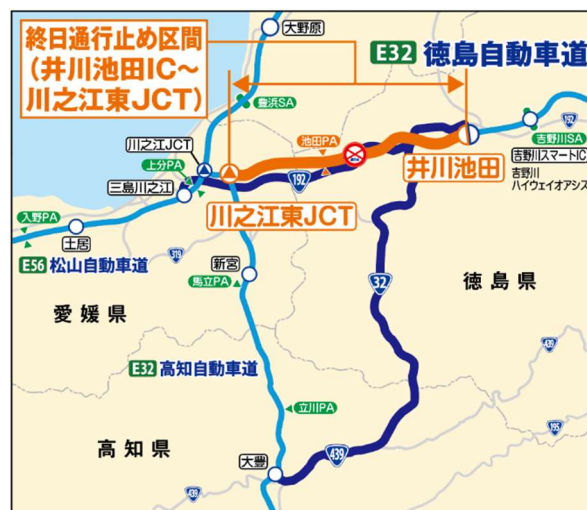 終日通行止め区間
（井川池田IC～
川之江東JCT）
大野原
E32 徳島自動車道
豊浜SA
192
川之江JCT
池田PA
吉野川SA
上分PA
井川池田
吉野川スマートIC
吉野川
ハイウェイオアシス
三島川之江
192
川之江東JCT
入野PA
土居
319
新宮
32
E56 松山自動車道
馬立PA
徳島県
愛媛県
439
E32 高知自動車道
立川PA
195
高知県
439
大豊
439